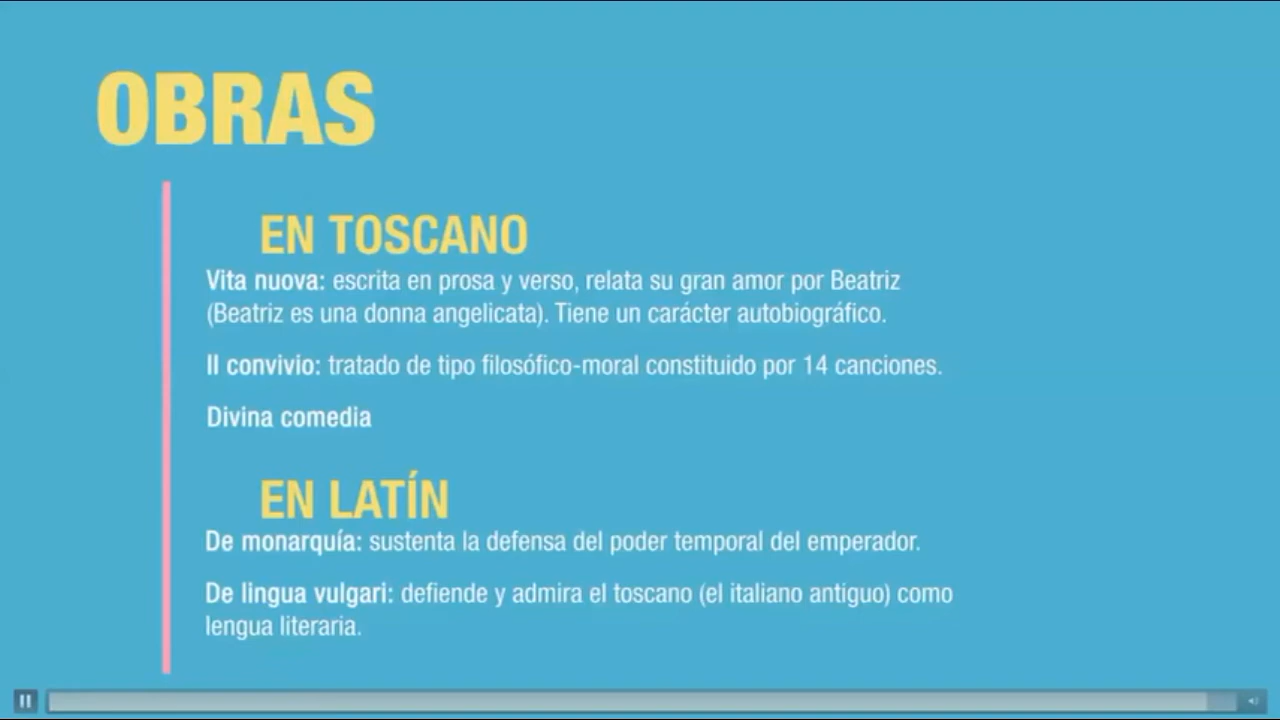 OBRAS
EN TOSCANO
Vita nuova: escrita en prosa y verso, relata su gran amor por Beatriz
(Beatriz es una donna angelicata). Tiene un carácter autobiográfico.
Il convivio: tratado de tipo filosófico-moral constituido por 14 canciones.
Divina comedia
EN LATÍN
De monarquía: sustenta la defensa del poder temporal del emperador.
De lingua vulgari: defiende y admira el toscano (el italiano antiguo) como
lengua literaria.